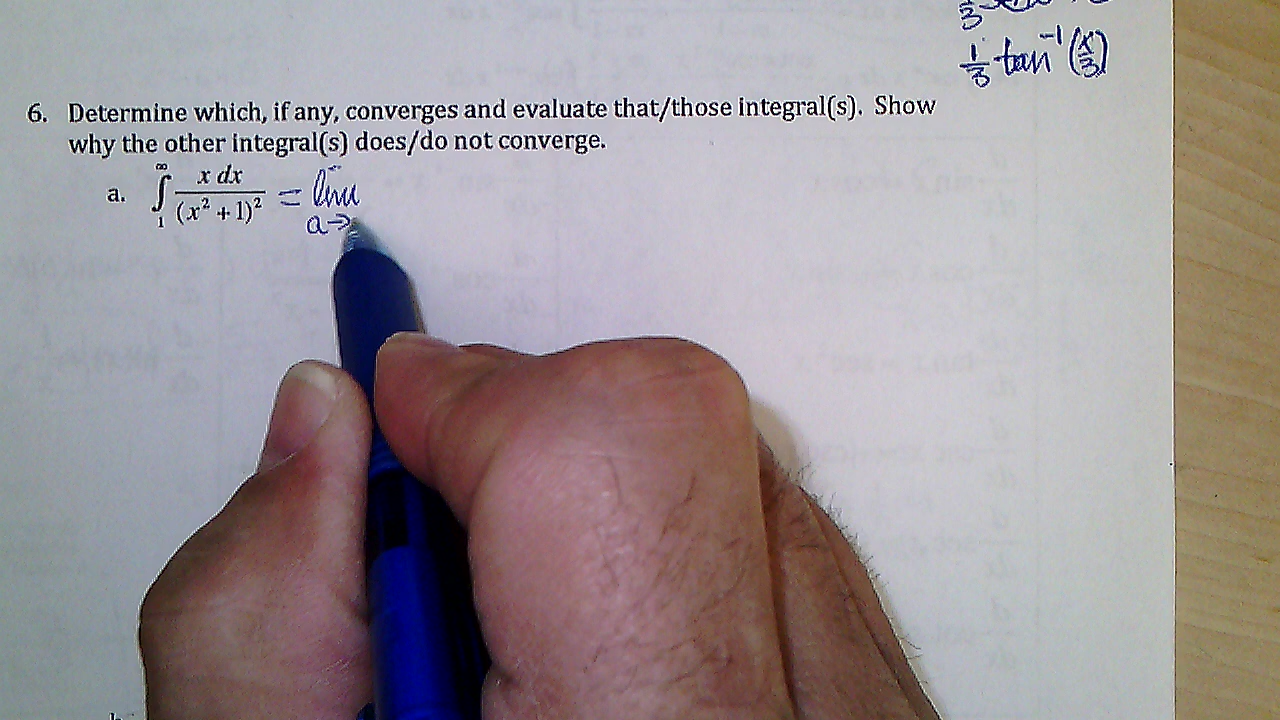 1/3 tan⁻¹(x/3)
6. Determine which, if any, converges and evaluate that/those integral(s). Show
why the other integral(s) does/do not converge.
a. ∫₁^∞ x dx / (x² + 1)² = lim a→